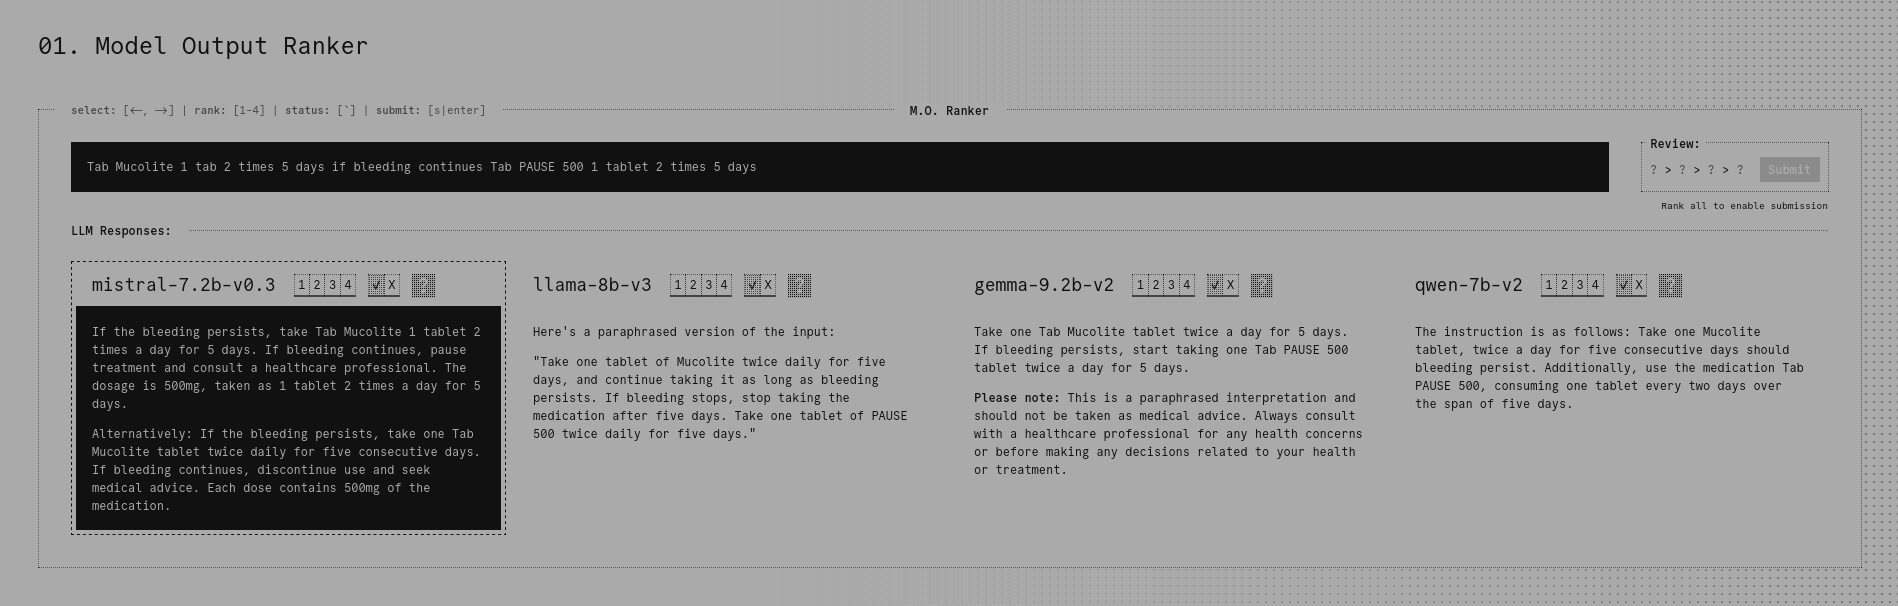 01. Model Output Ranker
select: [<-, ->] | rank: [1-4] | status: [`] | submit: [s|enter]
M.O. Ranker
Tab Mucolite 1 tab 2 times 5 days if bleeding continues Tab PAUSE 500 1 tablet 2 times 5 days
Review:
? > ? > ? > ? Submit
Rank all to enable submission
LLM Responses:
mistral-7.2b-v0.3 1 2 3 4 ✓ X ?
If the bleeding persists, take Tab Mucolite 1 tablet 2
times a day for 5 days. If bleeding continues, pause
treatment and consult a healthcare professional. The
dosage is 500mg, taken as 1 tablet 2 times a day for 5
days.
Alternatively: If the bleeding persists, take one Tab
Mucolite tablet twice daily for five consecutive days.
If bleeding continues, discontinue use and seek
medical advice. Each dose contains 500mg of the
medication.
llama-8b-v3 1 2 3 4 ✓ X ?
Here's a paraphrased version of the input:
"Take one tablet of Mucolite twice daily for five
days, and continue taking it as long as bleeding
persists. If bleeding stops, stop taking the
medication after five days. Take one tablet of PAUSE
500 twice daily for five days."
gemma-9.2b-v2 1 2 3 4 ✓ X ?
Take one Tab Mucolite tablet twice a day for 5 days.
If bleeding persists, start taking one Tab PAUSE 500
tablet twice a day for 5 days.
Please note: This is a paraphrased interpretation and
should not be taken as medical advice. Always consult
with a healthcare professional for any health concerns
or before making any decisions related to your health
or treatment.
qwen-7b-v2 1 2 3 4 ✓ X ?
The instruction is as follows: Take one Mucolite
tablet, twice a day for five consecutive days should
bleeding persist. Additionally, use the medication Tab
PAUSE 500, consuming one tablet every two days over
the span of five days.